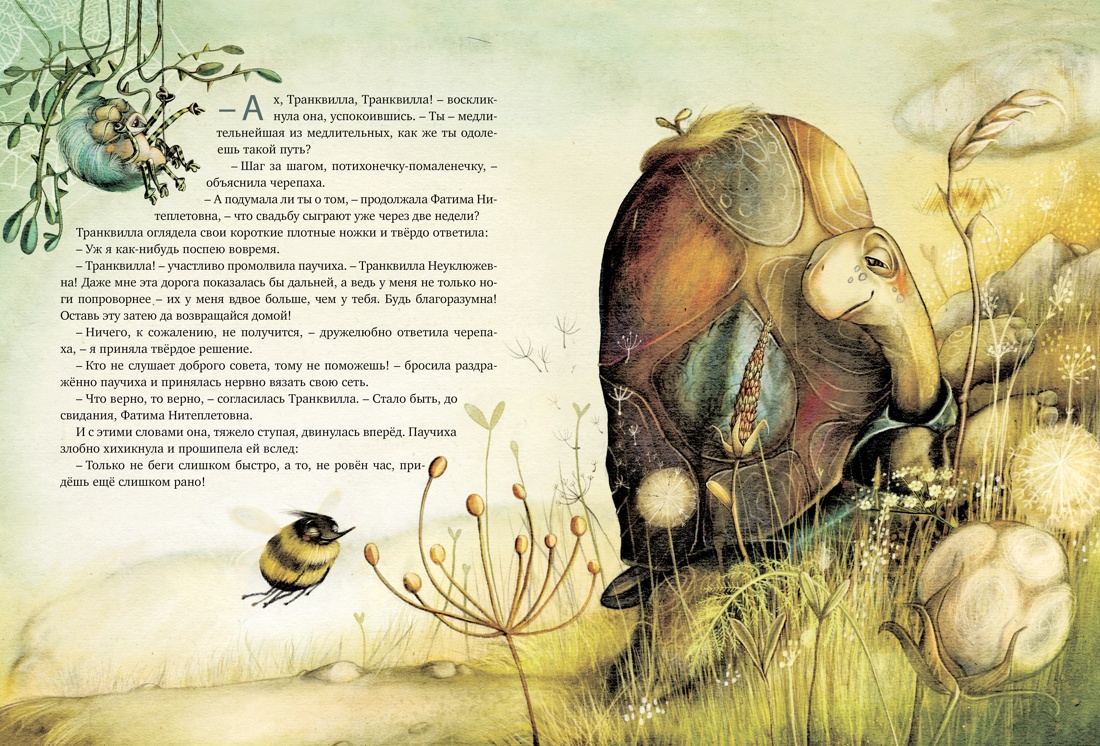 – Ах, Транквилла, Транквилла! – восклик-
нула она, успокоившись. – Ты – медли-
тельнейшая из медлительных, как же ты одоле-
ешь такой путь?
– Шаг за шагом, потихонечку-помаленечку, –
объяснила черепаха.
– А подумала ли ты о том, – продолжала Фатима Ни-
теплетовна, – что свадьбу сыграют уже через две недели?
Транквилла оглядела свои короткие плотные ножки и твёрдо ответила:
– Уж я как-нибудь поспею вовремя.
– Транквилла! – участливо промолвила паучиха. – Транквилла Неуклюжев-
на! Даже мне эта дорога показалась бы дальней, а ведь у меня не только но-
ги попроворнее – их у меня вдвое больше, чем у тебя. Будь благоразумна!
Оставь эту затею да возвращайся домой!
– Ничего, к сожалению, не получится, – дружелюбно ответила черепа-
ха, – я приняла твёрдое решение.
– Кто не слушает доброго совета, тому не поможешь! – бросила раздра-
жённо паучиха и принялась нервно вязать свою сеть.
– Что верно, то верно, – согласилась Транквилла. – Стало быть, до
свидания, Фатима Нитеплетовна.
И с этими словами она, тяжело ступая, двинулась вперёд. Паучиха
злобно хихикнула и прошипела ей вслед:
– Только не беги слишком быстро, а то, не ровён час, при-
дёшь ещё слишком рано!